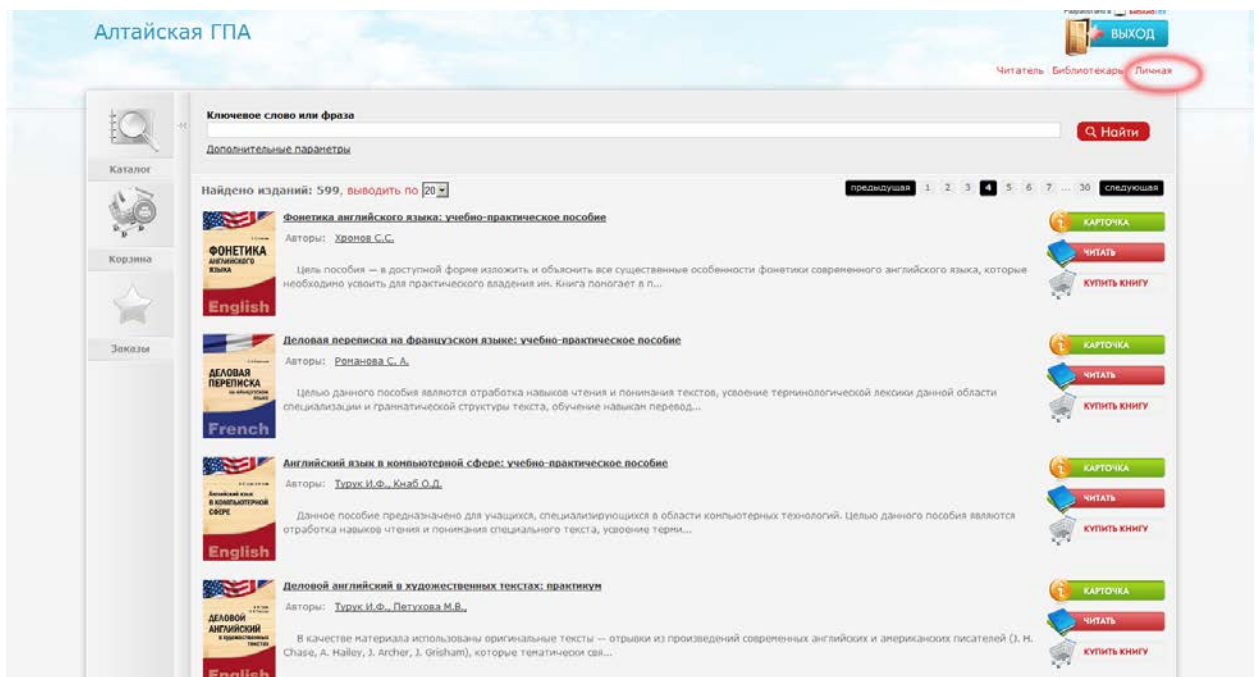 Алтайская ГПА
ВЫХОД
Читатель Библиотекарь Личная
Ключевое слово или фраза
Найти
Дополнительные параметры
Каталог
Корзина
Заказы
Найдено изданий: 599, выводить по 20
предыдущая 1 2 3 4 5 6 7 ... 30 следующая
Фонетика английского языка: учебно-практическое пособие
Авторы: Хромов С.С.
Цель пособия — в доступной форме изложить и объяснить все существенные особенности фонетики современного английского языка, которые
необходимо усвоить для практического владения им. Книга помогает в п...
ФОНЕТИКА
АНГЛИЙСКОГО
ЯЗЫКА
English
КАРТОЧКА
ЧИТАТЬ
КУПИТЬ КНИГУ
Деловая переписка на французском языке: учебно-практическое пособие
Авторы: Романова С. А.
Целью данного пособия являются отработка навыков чтения и понимания текстов, усвоение терминологической лексики данной области
специализации и грамматической структуры текста, обучение навыкам перевод...
ДЕЛОВАЯ
ПЕРЕПИСКА
French
КАРТОЧКА
ЧИТАТЬ
КУПИТЬ КНИГУ
Английский язык в компьютерной сфере: учебно-практическое пособие
Авторы: Турук И.Ф., Кнаб О.Д.
Данное пособие предназначено для учащихся, специализирующихся в области компьютерных технологий. Целью данного пособия являются
отработка навыков чтения и понимания специального текста, усвоение терми...
Английский язык
В КОМПЬЮТЕРНОЙ
СФЕРЕ
English
КАРТОЧКА
ЧИТАТЬ
КУПИТЬ КНИГУ
Деловой английский в художественных текстах: практикум
Авторы: Турук И.Ф., Петухова М.В.,
В качестве материала использованы оригинальные тексты — отрывки из произведений современных английских и американских писателей (J. H.
Chase, A. Hailey, J. Archer, J. Grisham), которые тематически свя...
ДЕЛОВОЙ
АНГЛИЙСКИЙ
English
КАРТОЧКА
ЧИТАТЬ
КУПИТЬ КНИГУ